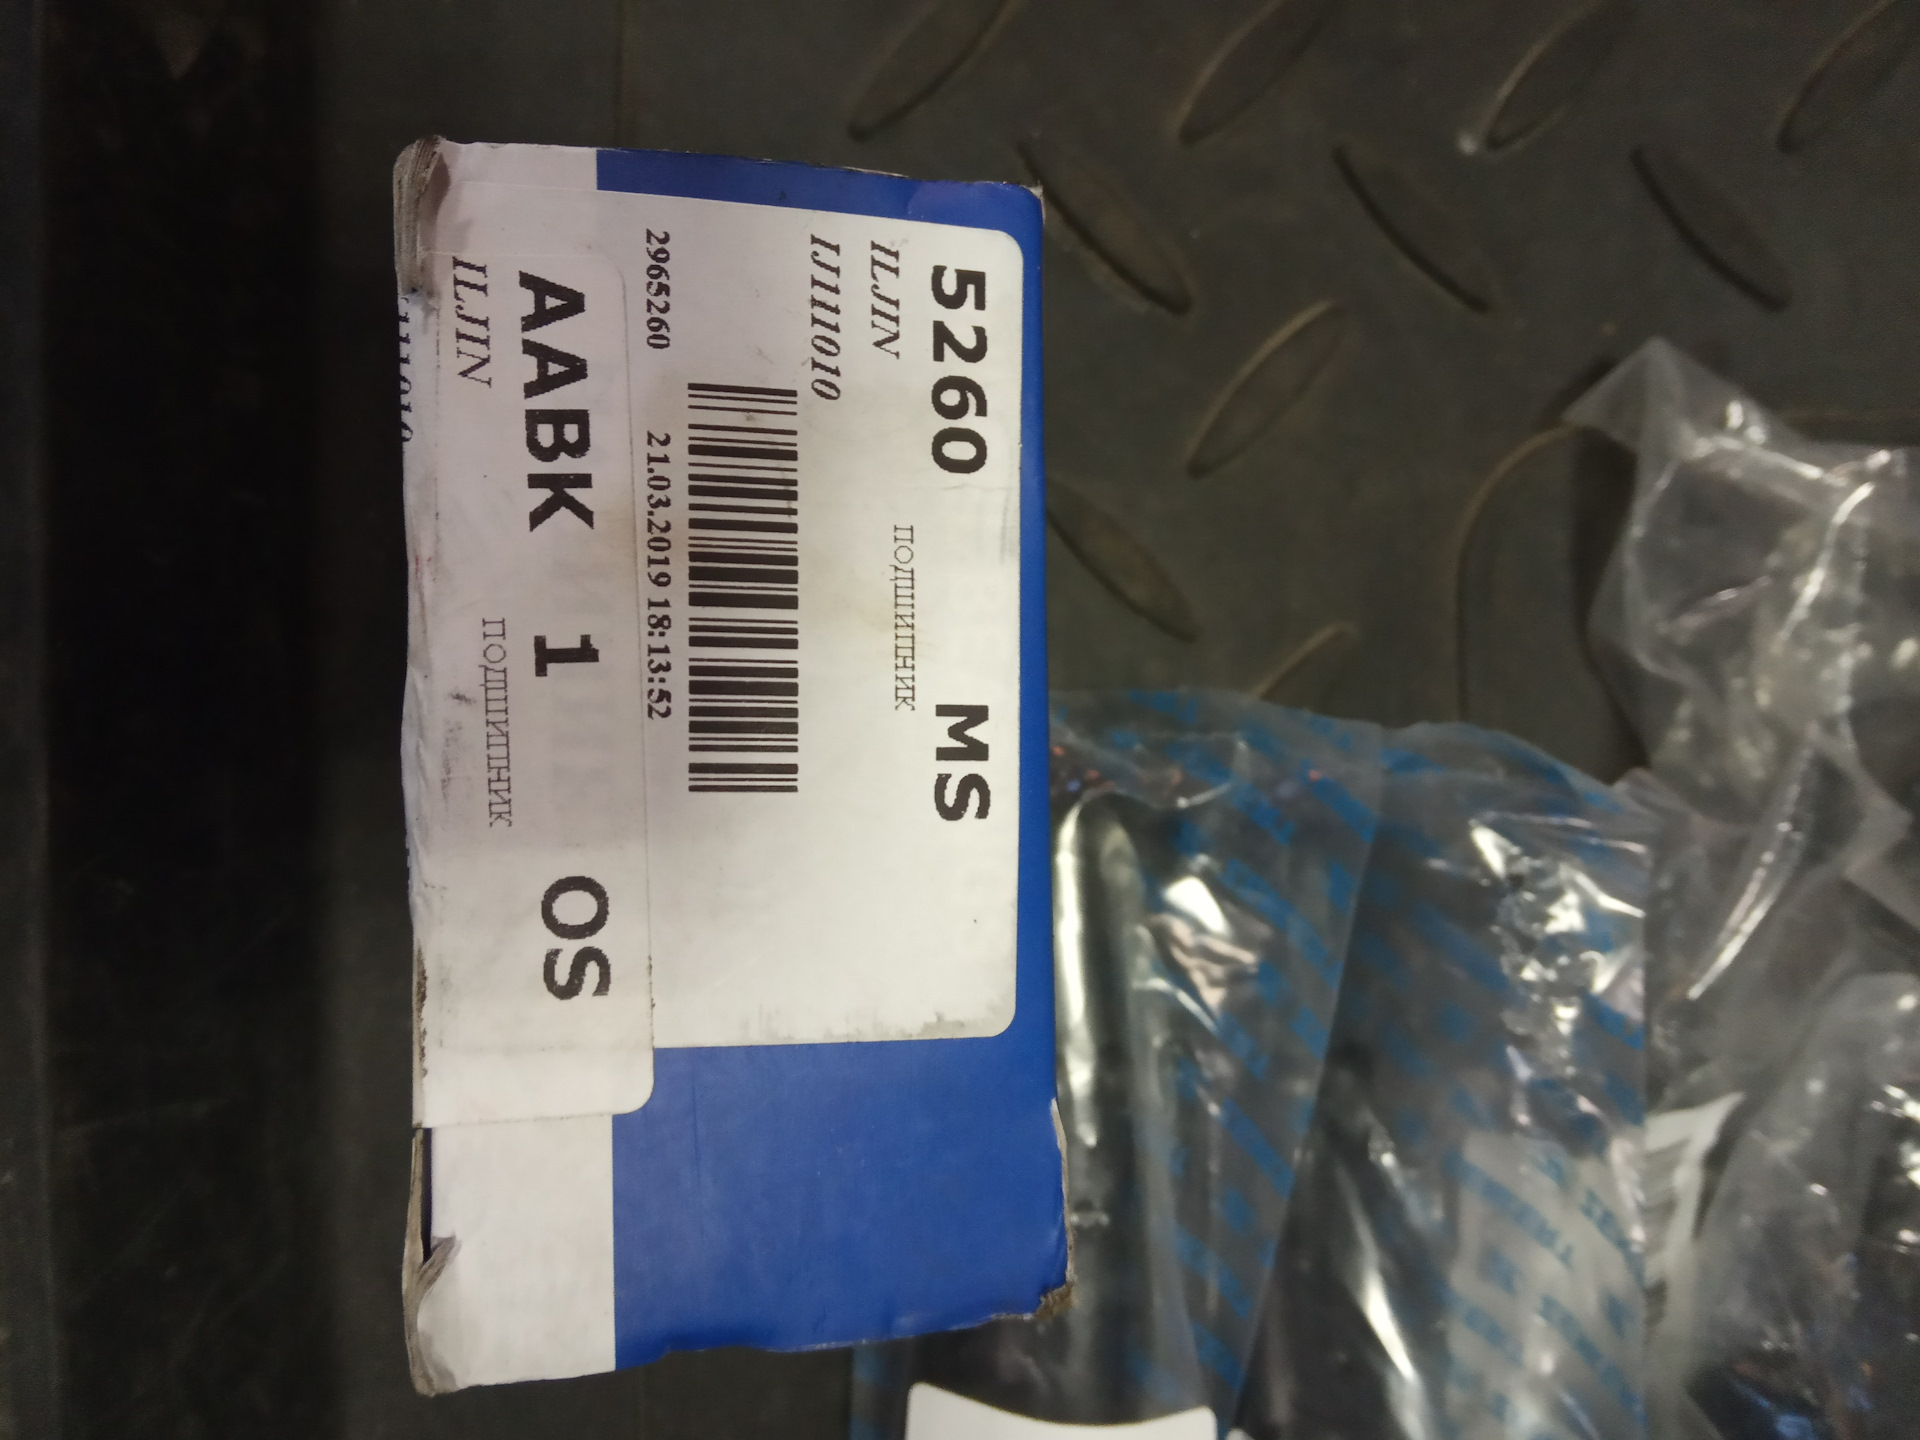 5260 MS
ILJIN ПОДШИПНИК
IJ111010
2965260 21.03.2019 18:13:52
AABK 1 OS
ILJIN ПОДШИПНИК